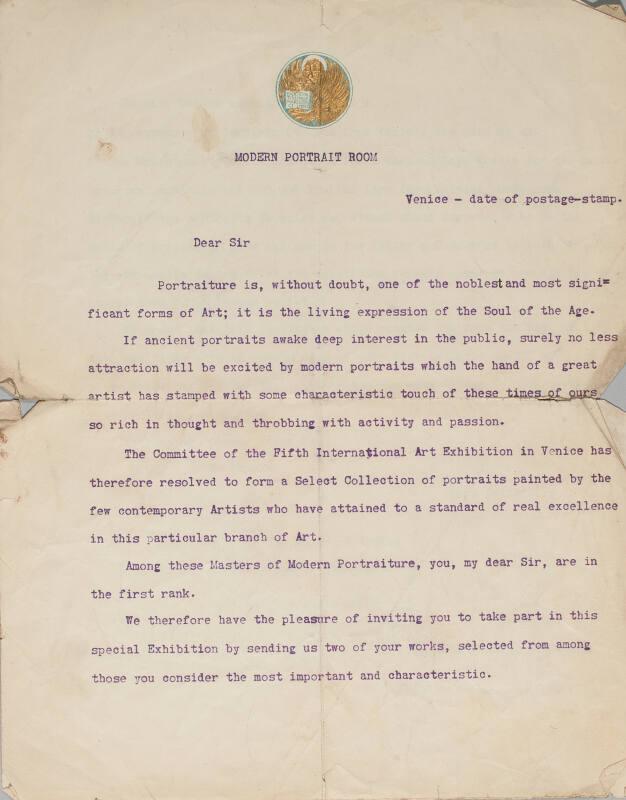 MODERN PORTRAIT ROOM
Venice - date of postage-stamp.
Dear Sir
Portraiture is, without doubt, one of the noblest and most signi=
ficant forms of Art; it is the living expression of the Soul of the Age.
If ancient portraits awake deep interest in the public, surely no less
attraction will be excited by modern portraits which the hand of a great
artist has stamped with some characteristic touch of these times of ours
so rich in thought and throbbing with activity and passion.
The Committee of the Fifth International Art Exhibition in Venice has
therefore resolved to form a Select Collection of portraits painted by the
few contemporary Artists who have attained to a standard of real excellence
in this particular branch of Art.
Among these Masters of Modern Portraiture, you, my dear Sir, are in
the first rank.
We therefore have the pleasure of inviting you to take part in this
special Exhibition by sending us two of your works, selected from among
those you consider the most important and characteristic.